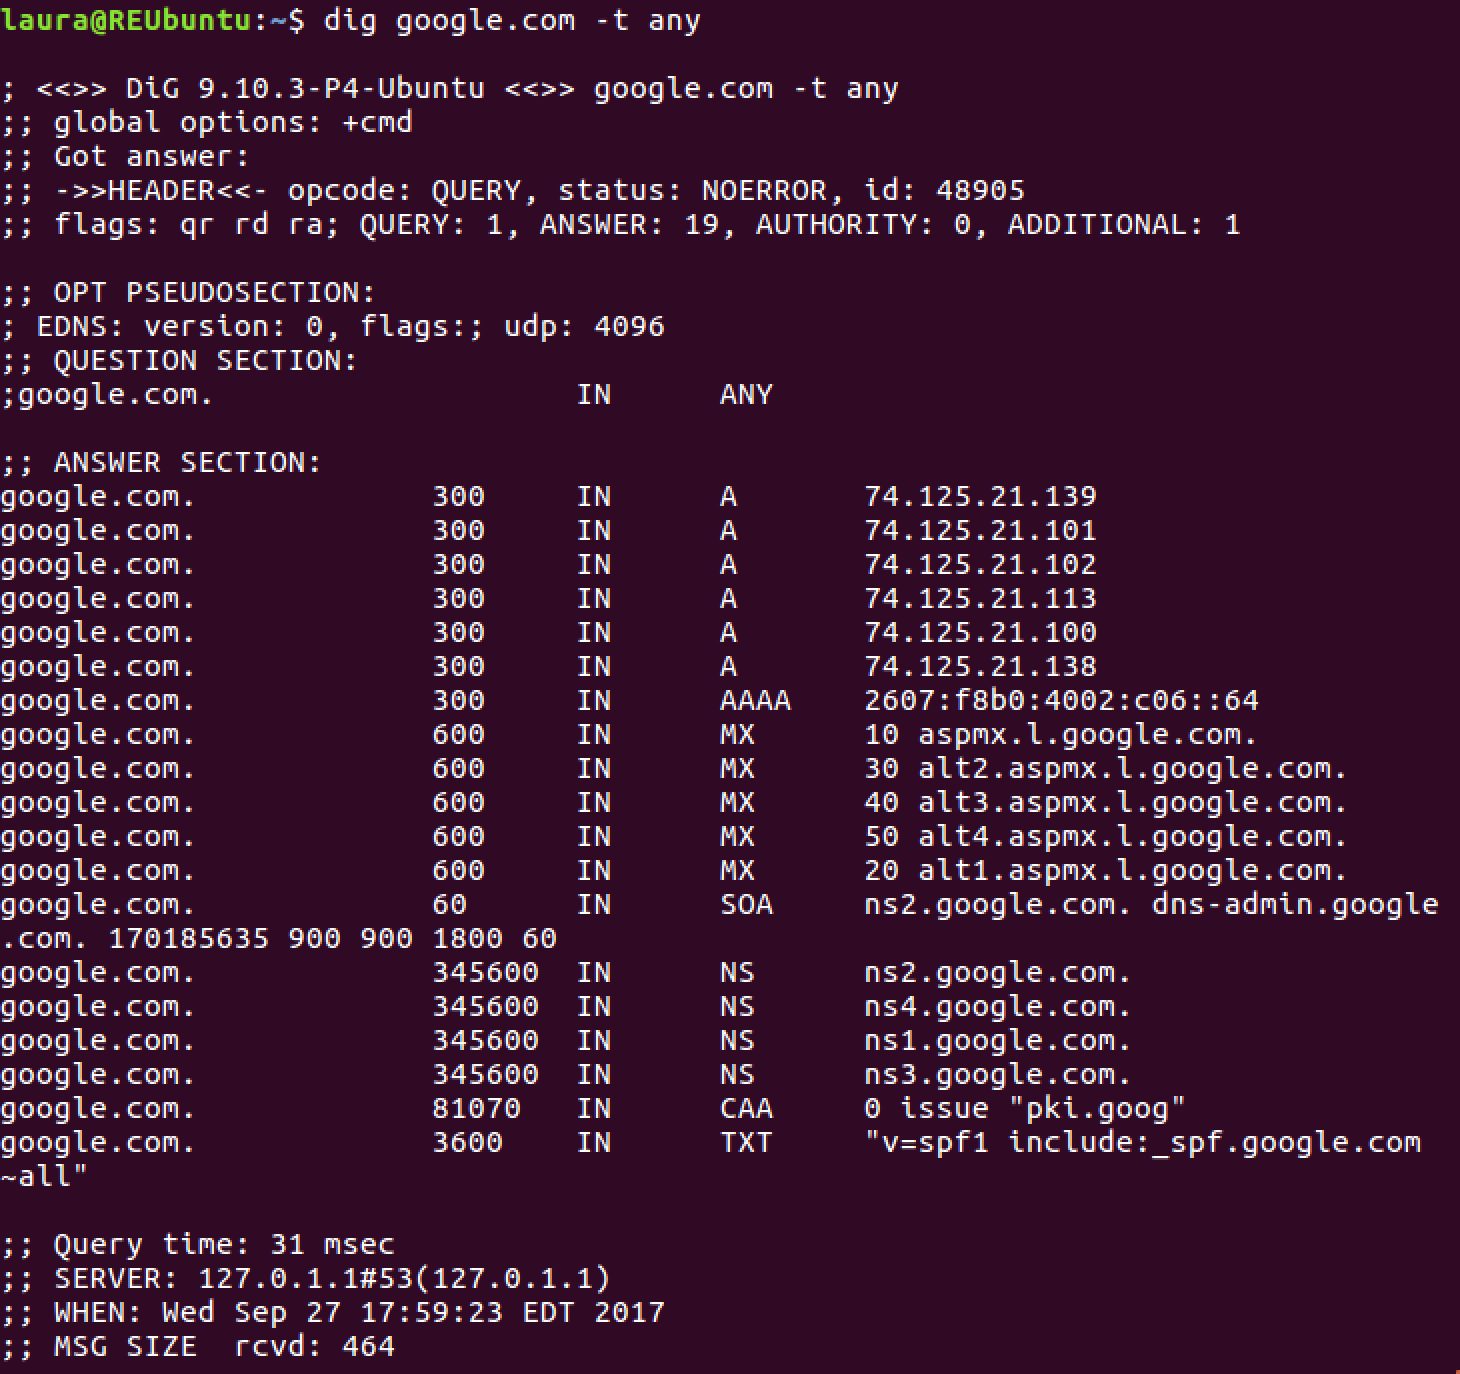 laura@REUbuntu:~$ dig google.com -t any

; <<>> DiG 9.10.3-P4-Ubuntu <<>> google.com -t any
;; global options: +cmd
;; Got answer:
;; ->>HEADER<<- opcode: QUERY, status: NOERROR, id: 48905
;; flags: qr rd ra; QUERY: 1, ANSWER: 19, AUTHORITY: 0, ADDITIONAL: 1

;; OPT PSEUDOSECTION:
; EDNS: version: 0, flags:; udp: 4096
;; QUESTION SECTION:
;google.com. IN ANY

;; ANSWER SECTION:
google.com. 300 IN A 74.125.21.139
google.com. 300 IN A 74.125.21.101
google.com. 300 IN A 74.125.21.102
google.com. 300 IN A 74.125.21.113
google.com. 300 IN A 74.125.21.100
google.com. 300 IN A 74.125.21.138
google.com. 300 IN AAAA 2607:f8b0:4002:c06::64
google.com. 600 IN MX 10 aspmx.l.google.com.
google.com. 600 IN MX 30 alt2.aspmx.l.google.com.
google.com. 600 IN MX 40 alt3.aspmx.l.google.com.
google.com. 600 IN MX 50 alt4.aspmx.l.google.com.
google.com. 600 IN MX 20 alt1.aspmx.l.google.com.
google.com. 60 IN SOA ns2.google.com. dns-admin.google
.com. 170185635 900 900 1800 60
google.com. 345600 IN NS ns2.google.com.
google.com. 345600 IN NS ns4.google.com.
google.com. 345600 IN NS ns1.google.com.
google.com. 345600 IN NS ns3.google.com.
google.com. 81070 IN CAA 0 issue "pki.goog"
google.com. 3600 IN TXT "v=spf1 include:_spf.google.com
~all"

;; Query time: 31 msec
;; SERVER: 127.0.1.1#53(127.0.1.1)
;; WHEN: Wed Sep 27 17:59:23 EDT 2017
;; MSG SIZE  rcvd: 464